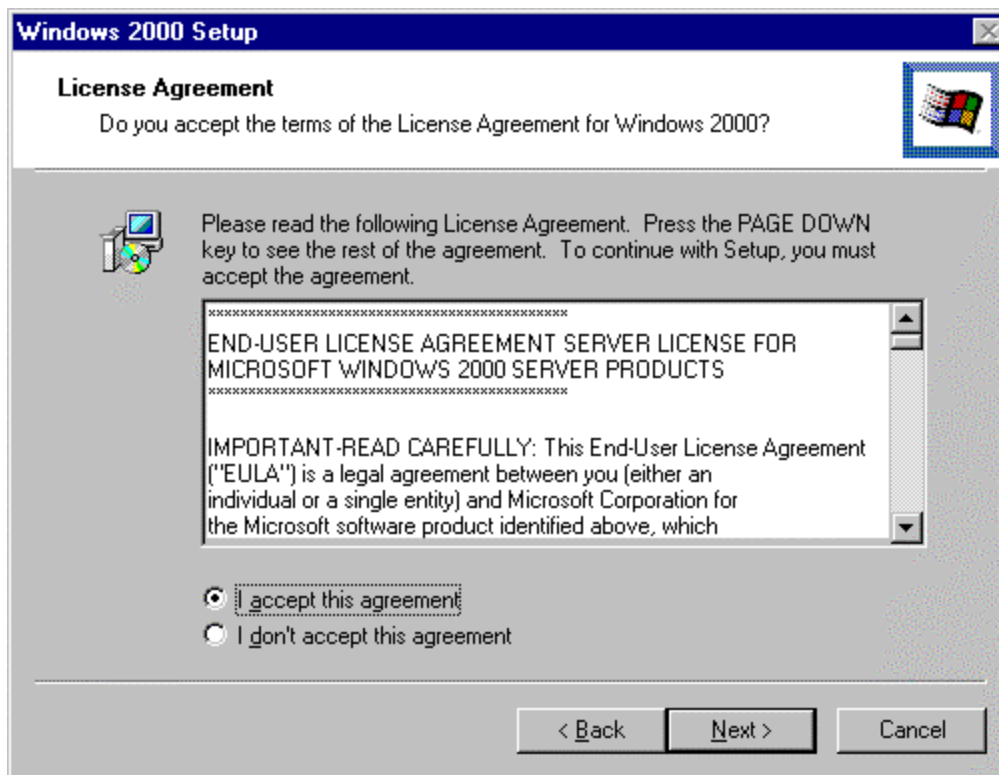 Windows 2000 Setup
License Agreement
Do you accept the terms of the License Agreement for Windows 2000?
Please read the following License Agreement. Press the PAGE DOWN
key to see the rest of the agreement. To continue with Setup, you must
accept the agreement.
*********************************************
END-USER LICENSE AGREEMENT SERVER LICENSE FOR
MICROSOFT WINDOWS 2000 SERVER PRODUCTS
*********************************************
IMPORTANT-READ CAREFULLY: This End-User License Agreement
("EULA") is a legal agreement between you (either an
individual or a single entity) and Microsoft Corporation for
the Microsoft software product identified above, which
I accept this agreement
I don't accept this agreement
< Back
Next >
Cancel